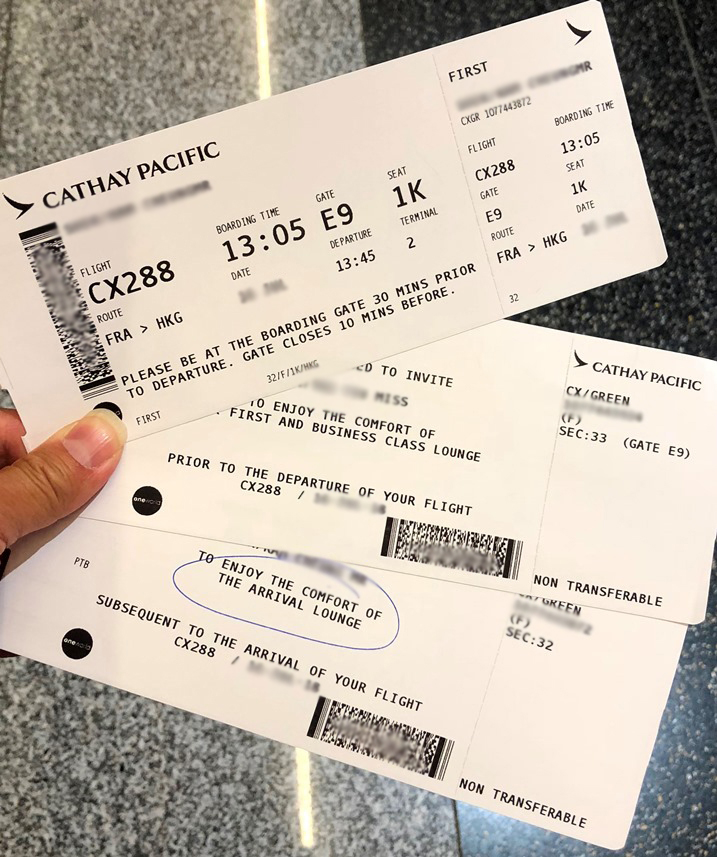 CATHAY PACIFIC
FLIGHT
CX288
ROUTE
FRA > HKG
BOARDING TIME
13:05
DATE
GATE
E9
DEPARTURE
13:45
SEAT
1K
TERMINAL
2
PLEASE BE AT THE BOARDING GATE 30 MINS PRIOR
TO DEPARTURE. GATE CLOSES 10 MINS BEFORE.
FIRST
32/F/1K/HKG
FIRST
CXGR 1077443872
FLIGHT
CX288
BOARDING TIME
13:05
GATE
E9
SEAT
1K
ROUTE
FRA > HKG
DATE
32
TO INVITE
MISS
TO ENJOY THE COMFORT OF
FIRST AND BUSINESS CLASS LOUNGE
PRIOR TO THE DEPARTURE OF YOUR FLIGHT
CX288 /
oneworld
CATHAY PACIFIC
CX/GREEN
(F)
SEC:33 (GATE E9)
NON TRANSFERABLE
PTB
TO ENJOY THE COMFORT OF
THE ARRIVAL LOUNGE
SUBSEQUENT TO THE ARRIVAL OF YOUR FLIGHT
CX288 /
oneworld
CX/GREEN
(F)
SEC:32
NON TRANSFERABLE